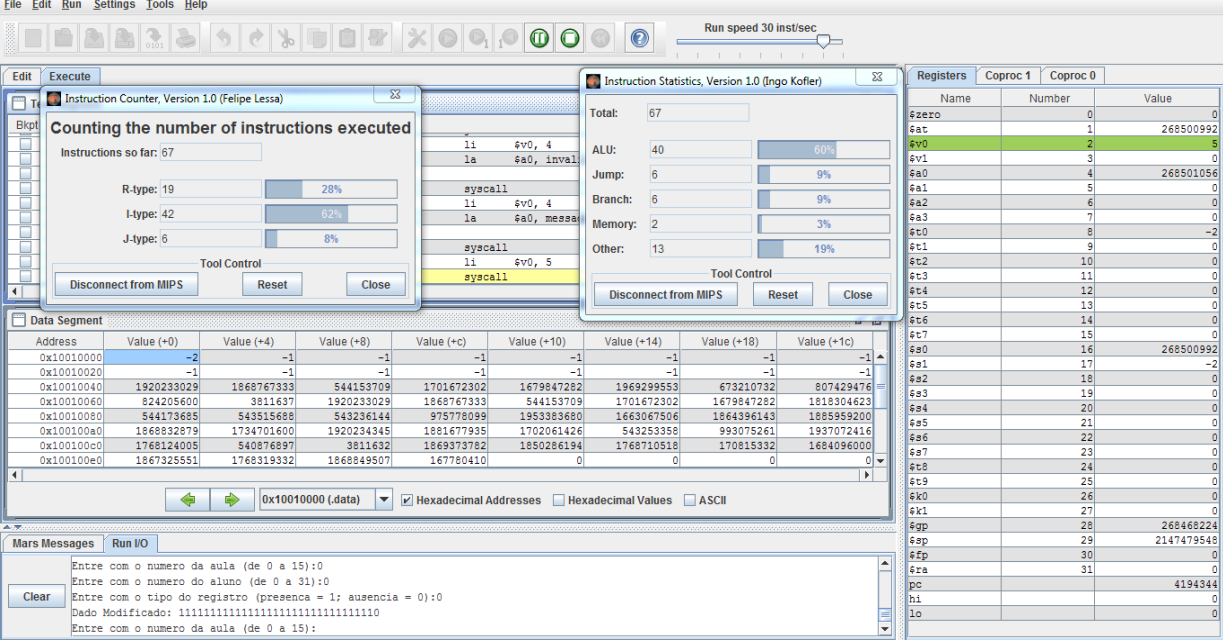 File Edit Run Settings Tools Help
Run speed 30 inst/sec
Edit Execute
Instruction Counter, Version 1.0 (Felipe Lessa)
Counting the number of instructions executed
Instructions so far: 67
R-type: 19 28%
I-type: 42 62%
J-type: 6 8%
Tool Control
Disconnect from MIPS Reset Close
Bkpt
li $v0, 4
la $a0, inval
syscall
li $v0, 4
la $a0, messag
syscall
li $v0, 5
syscall
Instruction Statistics, Version 1.0 (Ingo Kofler)
Total: 67
ALU: 40 60%
Jump: 6 9%
Branch: 6 9%
Memory: 2 3%
Other: 13 19%
Tool Control
Disconnect from MIPS Reset Close
Data Segment
Address Value (+0) Value (+4) Value (+8) Value (+c) Value (+10) Value (+14) Value (+18) Value (+1c)
0x10010000 -2 -1 -1 -1 -1 -1 -1 -1
0x10010020 -1 -1 -1 -1 -1 -1 -1 -1
0x10010040 1920233029 1868767333 544153709 1701672302 1679847282 1969299553 673210732 807429476
0x10010060 824205600 3811637 1920233029 1868767333 544153709 1701672302 1679847282 1818304623
0x10010080 544173685 543515688 543236144 975778099 1953383680 1663067506 1864396143 1885959200
0x100100a0 1868832879 1734701600 1920234345 1881677935 1702061426 543253358 993075261 1937072416
0x100100c0 1768124005 540876897 3811632 1869373782 1850286194 1768710518 170815332 1684096000
0x100100e0 1867325551 1768319332 1868849507 167780410 0 0 0 0
0x10010000 (.data) Hexadecimal Addresses Hexadecimal Values ASCII
Mars Messages Run I/O
Clear
Entre com o numero da aula (de 0 a 15):0
Entre com o numero do aluno (de 0 a 31):0
Entre com o tipo do registro (presenca = 1; ausencia = 0):0
Dado Modificado: 11111111111111111111111111111110
Entre com o numero da aula (de 0 a 15):
Registers Coproc 1 Coproc 0
Name Number Value
$zero 0 0
$at 1 268500992
$v0 2 5
$v1 3 0
$a0 4 268501056
$a1 5 0
$a2 6 0
$a3 7 0
$t0 8 -2
$t1 9 0
$t2 10 0
$t3 11 0
$t4 12 0
$t5 13 0
$t6 14 0
$t7 15 0
$s0 16 268500992
$s1 17 -2
$s2 18 0
$s3 19 0
$s4 20 0
$s5 21 0
$s6 22 0
$s7 23 0
$t8 24 0
$t9 25 0
$k0 26 0
$k1 27 0
$gp 28 268468224
$sp 29 2147479548
$fp 30 0
$ra 31 0
pc 4194344
hi 0
lo 0